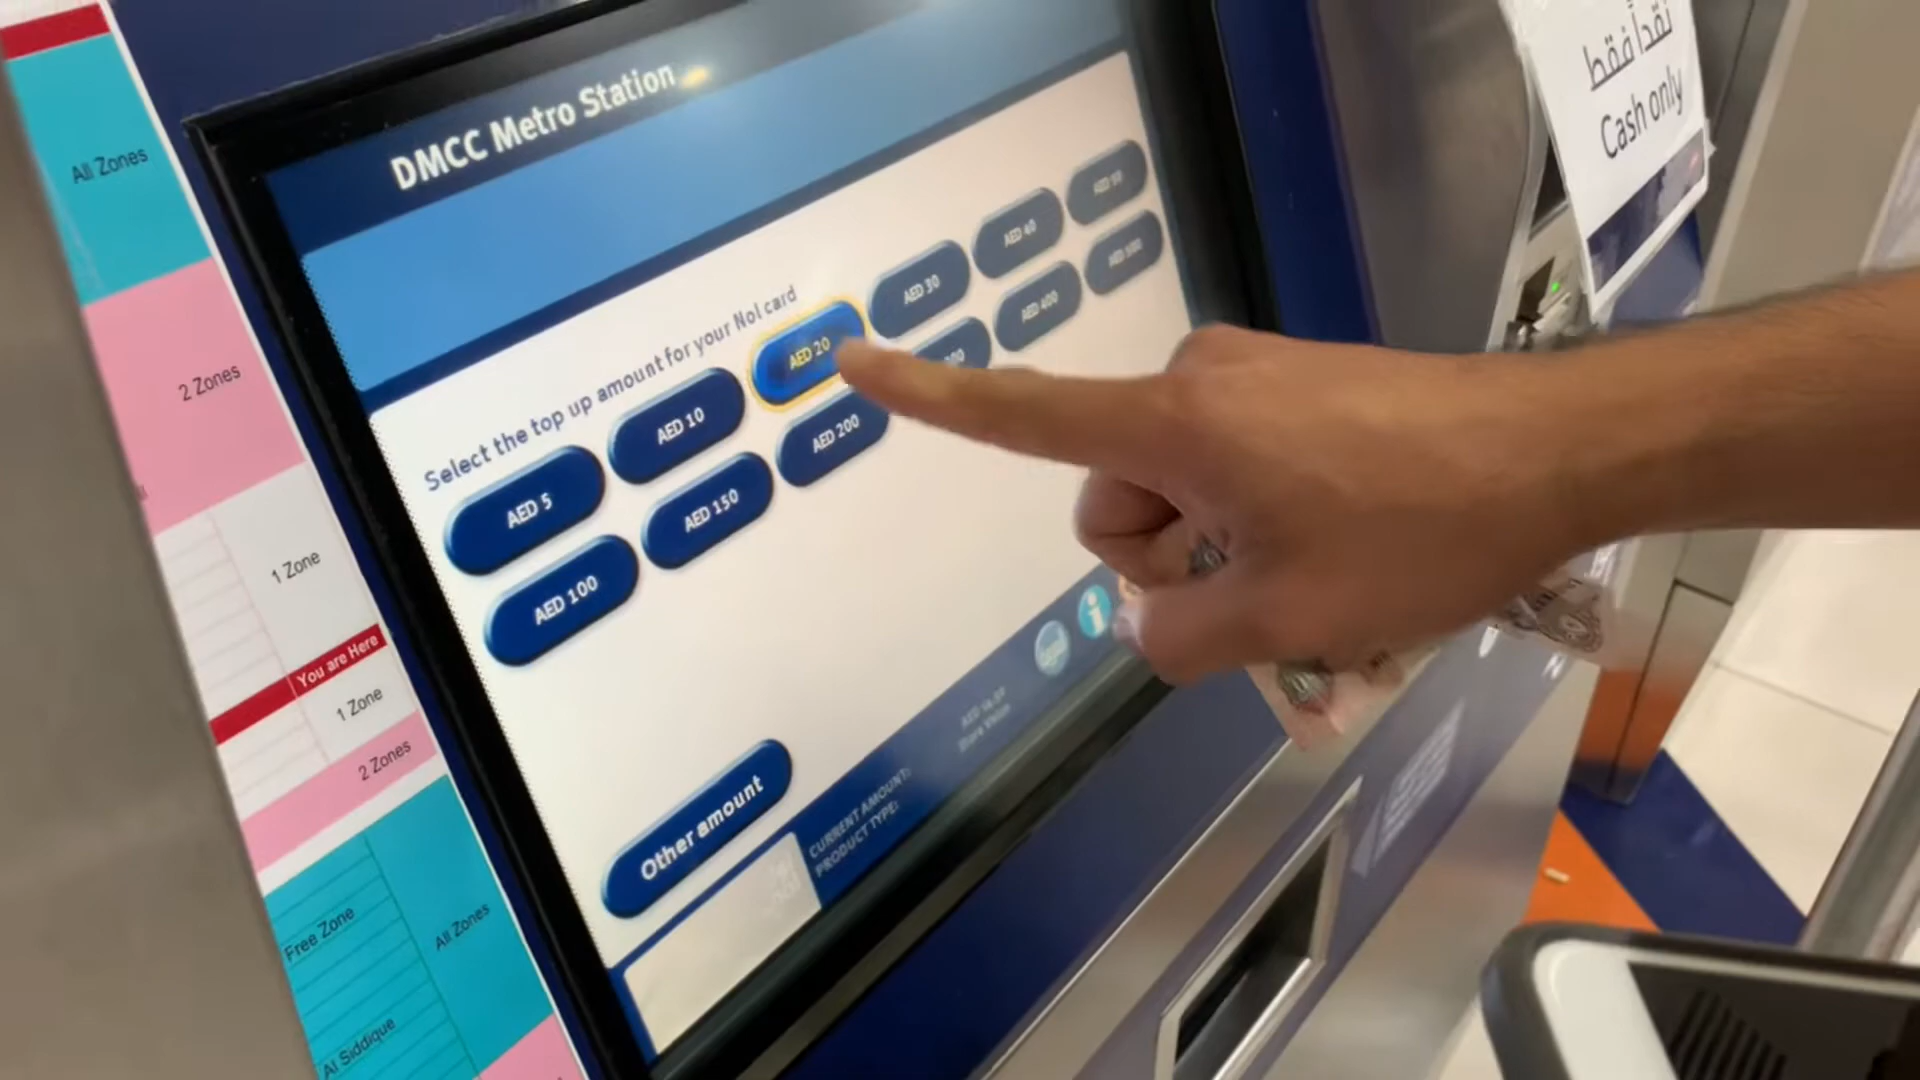 DMCC Metro Station
Select the top up amount for your Nol card
AED 5
AED 10
AED 20
AED 30
AED 40
AED 50
AED 100
AED 150
AED 200
AED 400
AED 500
Other amount
CURRENT AMOUNT:
PRODUCT TYPE:
نقداً فقط
Cash only
All Zones
2 Zones
1 Zone
You are Here
1 Zone
2 Zones
All Zones
Free Zone
Al Siddique